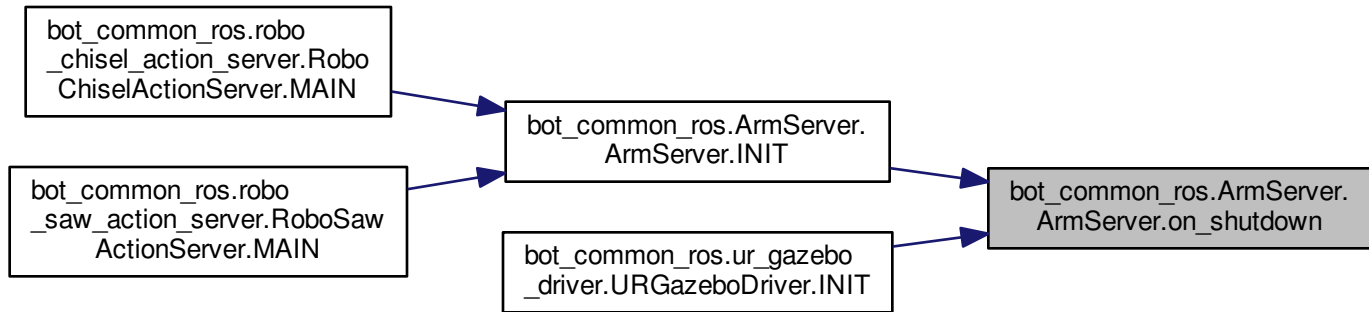 bot_common_ros.robo
_chisel_action_server.Robo
ChiselActionServer.MAIN
bot_common_ros.robo
_saw_action_server.RoboSaw
ActionServer.MAIN
bot_common_ros.ArmServer.
ArmServer.INIT
bot_common_ros.ur_gazebo
_driver.URGazeboDriver.INIT
bot_common_ros.ArmServer.
ArmServer.on_shutdown